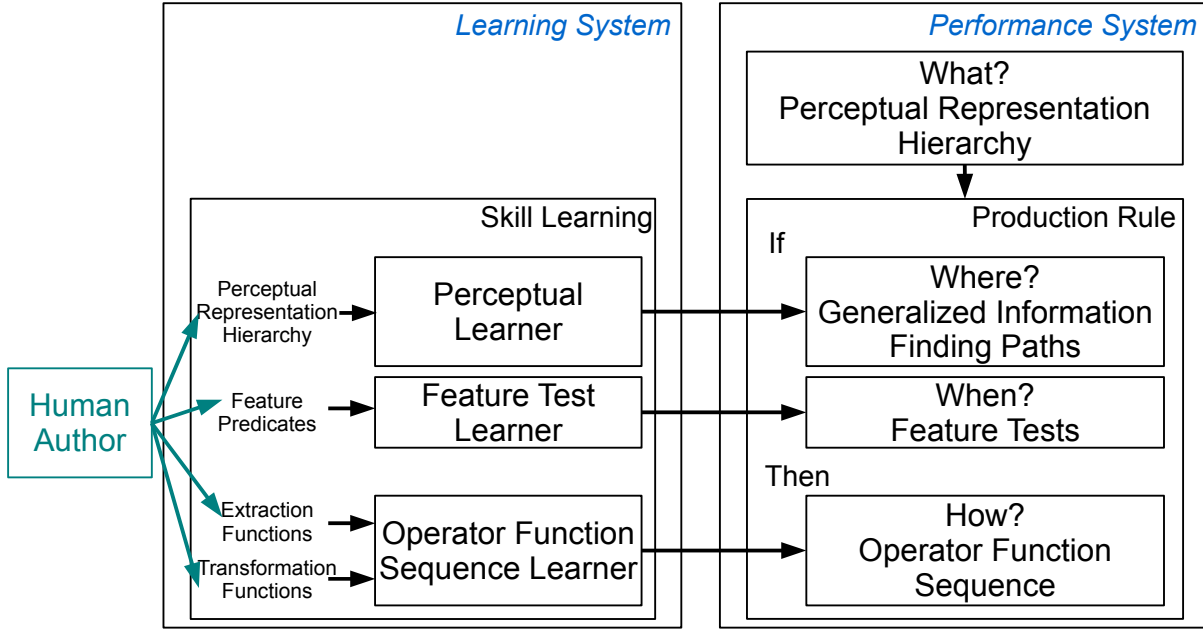 Learning System
Performance System
What?
Perceptual Representation
Hierarchy
Skill Learning
Production Rule
If
Perceptual
Representation
Hierarchy
Perceptual
Learner
Where?
Generalized Information
Finding Paths
Human
Author
Feature
Predicates
Feature Test
Learner
When?
Feature Tests
Then
Extraction
Functions
Transformation
Functions
Operator Function
Sequence Learner
How?
Operator Function
Sequence